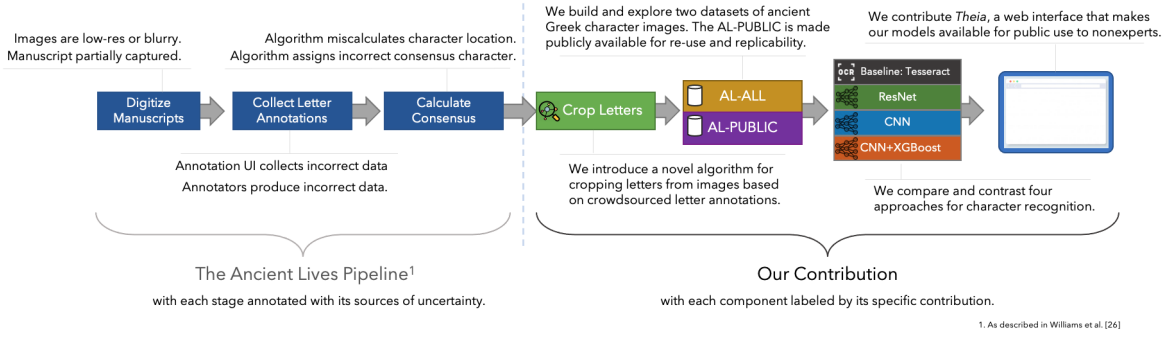 Images are low-res or blurry.
Manuscript partially captured.
Algorithm miscalculates character location.
Algorithm assigns incorrect consensus character.
We build and explore two datasets of ancient
Greek character images. The AL-PUBLIC is made
publicly available for re-use and replicability.
We contribute Theia, a web interface that makes
our models available for public use to nonexperts.
Digitize
Manuscripts
Collect Letter
Annotations
Calculate
Consensus
Crop Letters
AL-ALL
AL-PUBLIC
OCR
Baseline: Tesseract
ResNet
CNN
CNN+XGBoost
Annotation UI collects incorrect data
Annotators produce incorrect data.
We introduce a novel algorithm for
cropping letters from images based
on crowdsourced letter annotations.
We compare and contrast four
approaches for character recognition.
The Ancient Lives Pipeline¹
with each stage annotated with its sources of uncertainty.
Our Contribution
with each component labeled by its specific contribution.
1. As described in Williams et al. [26]